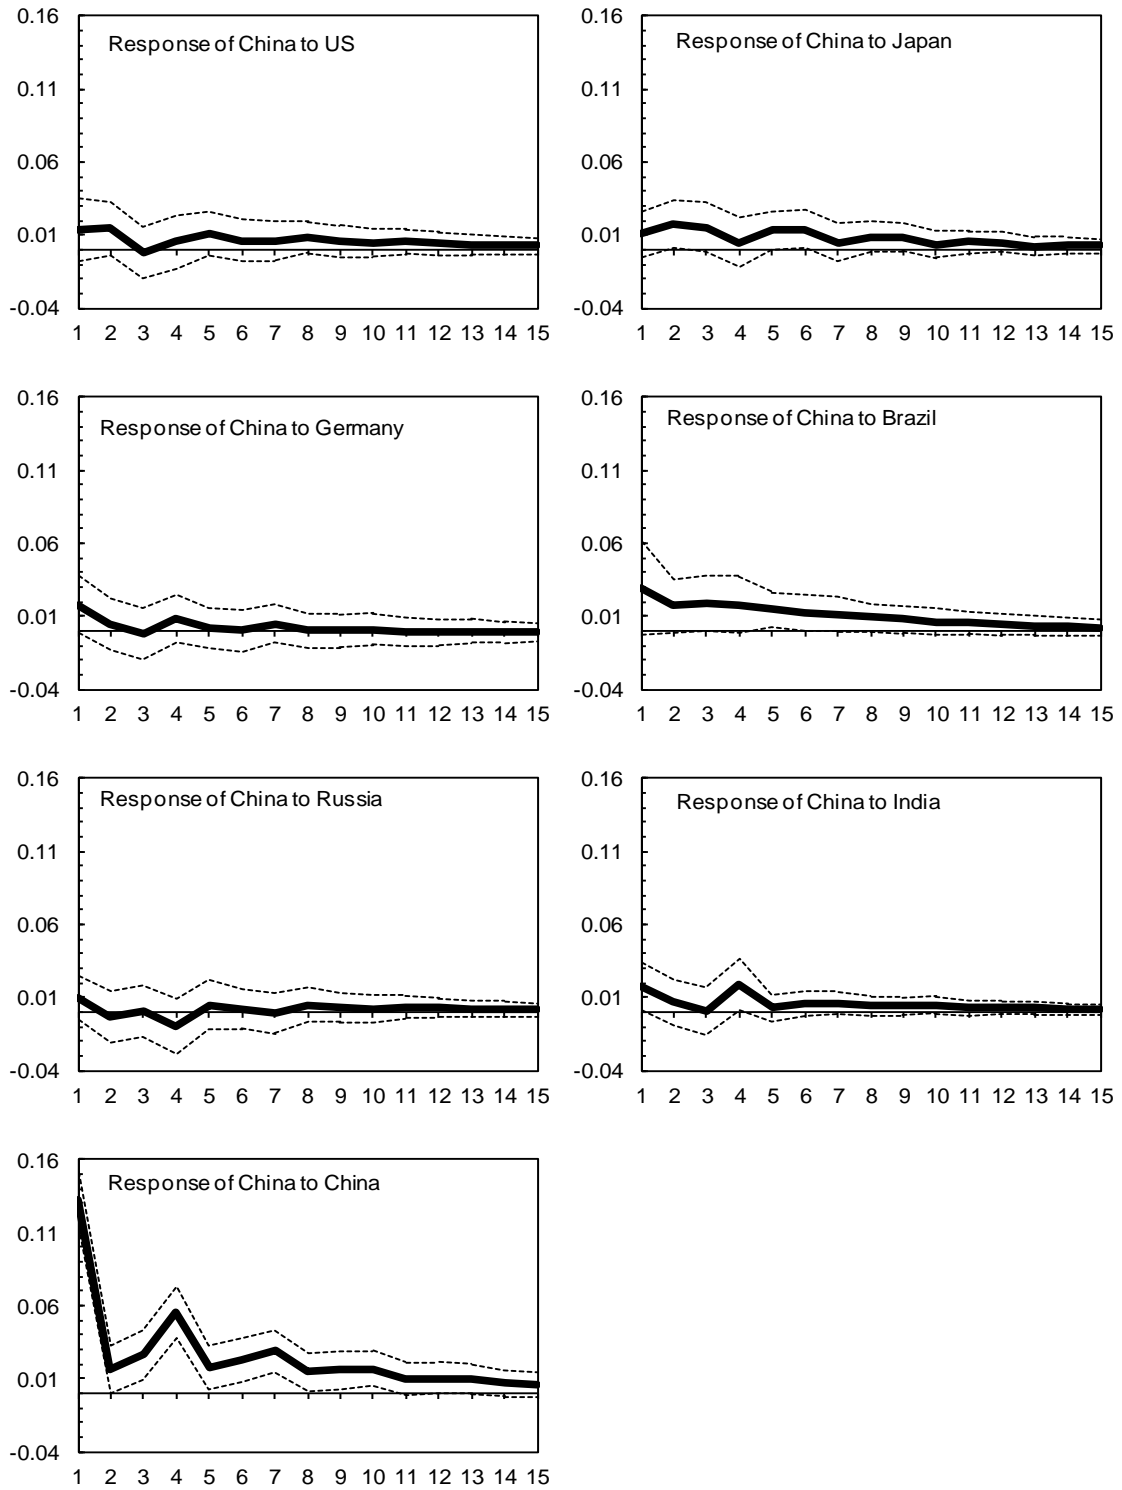 0.16
Response of China to US
0.11
0.06
0.01
-0.04
1 2 3 4 5 6 7 8 9 10 11 12 13 14 15
0.16
Response of China to Japan
0.11
0.06
0.01
-0.04
1 2 3 4 5 6 7 8 9 10 11 12 13 14 15
0.16
Response of China to Germany
0.11
0.06
0.01
-0.04
1 2 3 4 5 6 7 8 9 10 11 12 13 14 15
0.16
Response of China to Brazil
0.11
0.06
0.01
-0.04
1 2 3 4 5 6 7 8 9 10 11 12 13 14 15
0.16
Response of China to Russia
0.11
0.06
0.01
-0.04
1 2 3 4 5 6 7 8 9 10 11 12 13 14 15
0.16
Response of China to India
0.11
0.06
0.01
-0.04
1 2 3 4 5 6 7 8 9 10 11 12 13 14 15
0.16
Response of China to China
0.11
0.06
0.01
-0.04
1 2 3 4 5 6 7 8 9 10 11 12 13 14 15